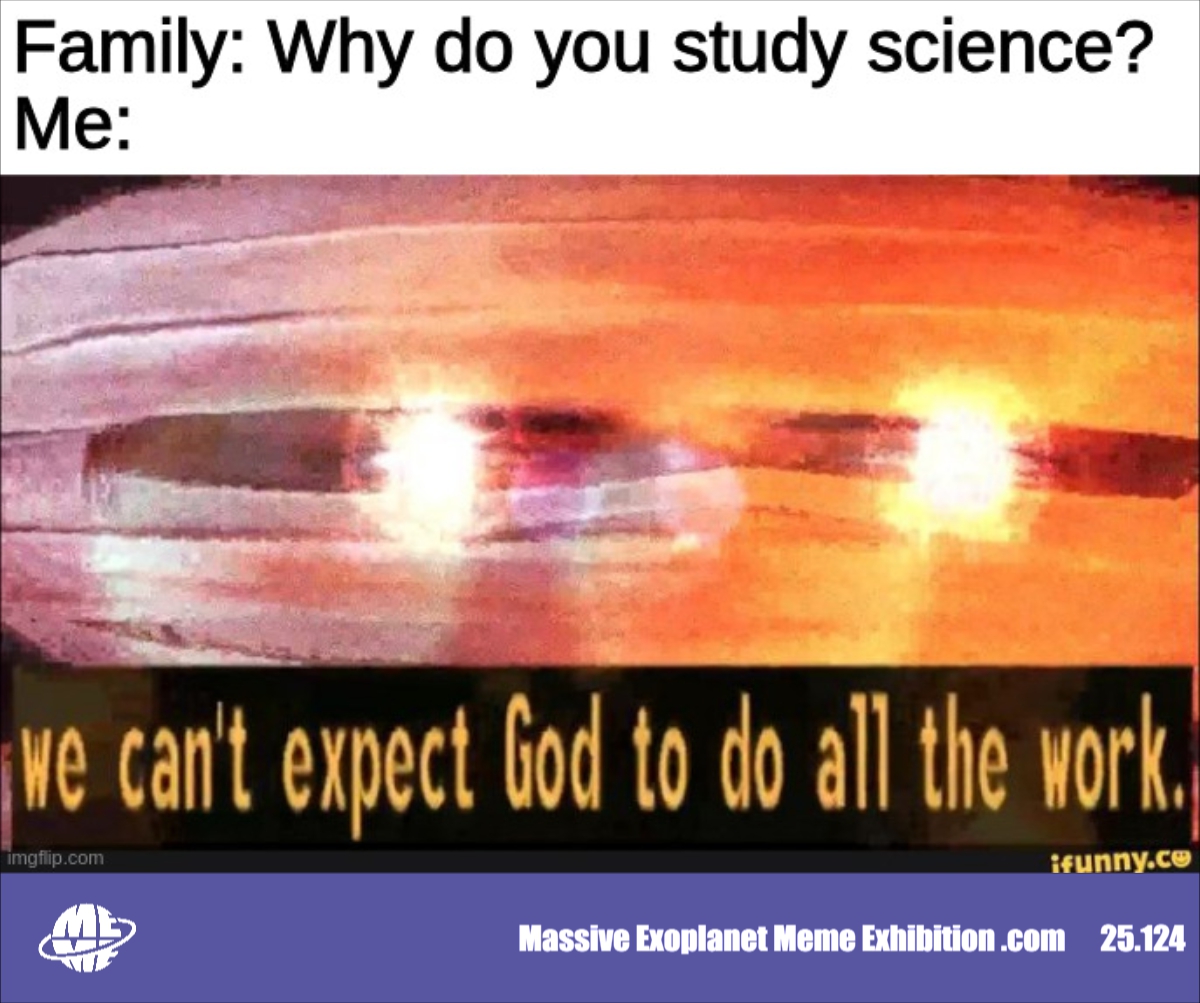 Family: Why do you study science?
Me:
we can't expect God to do all the work.
imgflip.com
ifunny.co
ME
ME
Massive Exoplanet Meme Exhibition .com 25.124